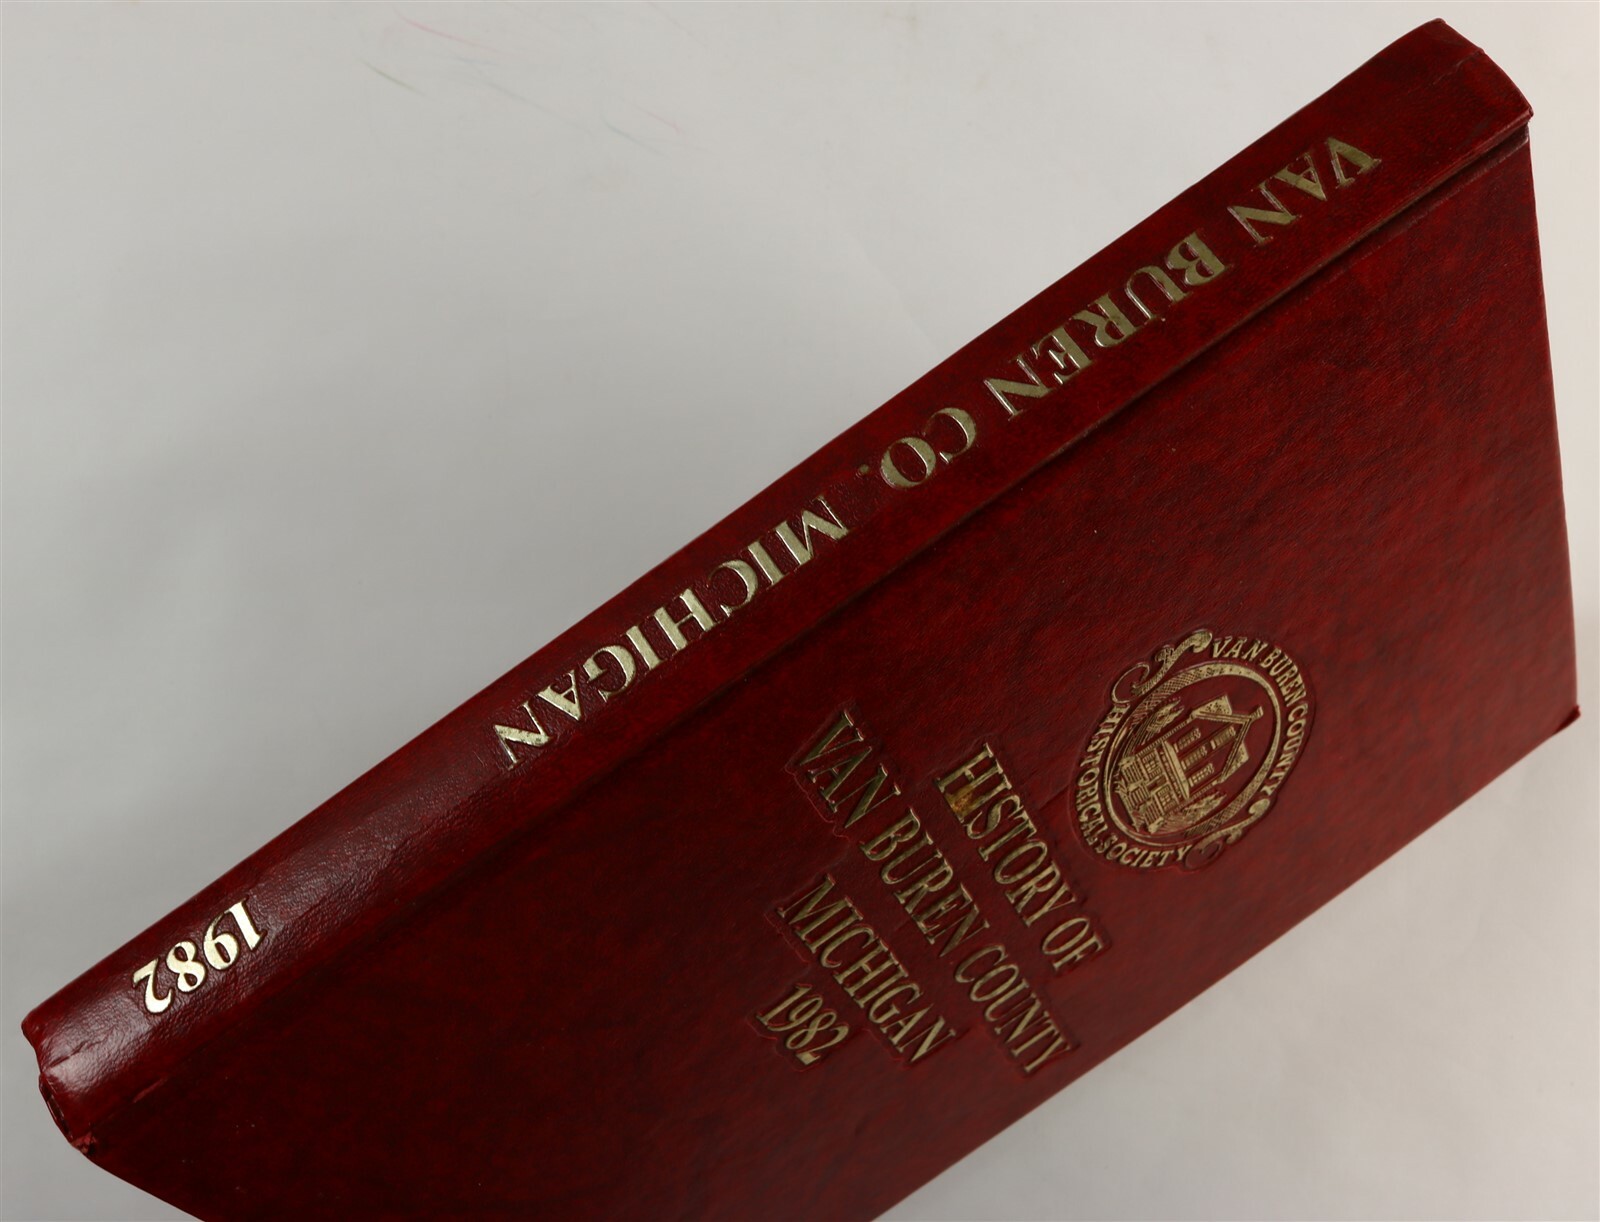 VAN BUREN CO. MICHIGAN
1982
VAN BUREN COUNTY
HISTORICAL SOCIETY
HISTORY OF
VAN BUREN COUNTY
MICHIGAN
1982